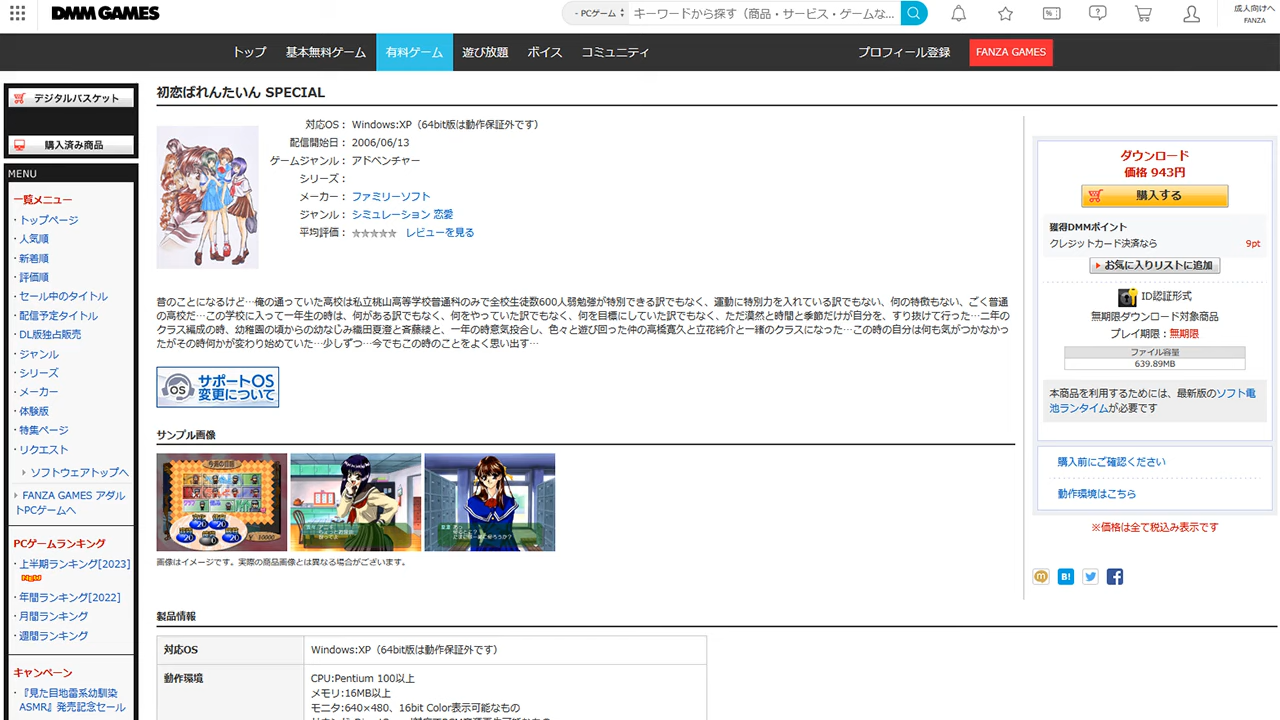 DMM GAMES
- PCゲーム
キーワードから探す（商品・サービス・ゲームな...
成人向けへ
FANZA
トップ
基本無料ゲーム
有料ゲーム
遊び放題
ボイス
コミュニティ
プロフィール登録
FANZA GAMES
デジタルバスケット
購入済み商品
MENU
一覧メニュー
・トップページ
・人気順
・新着順
・評価順
・セール中のタイトル
・配信予定タイトル
・DL版独占販売
・ジャンル
・シリーズ
・メーカー
・体験版
・特集ページ
・リクエスト
ソフトウェアトップへ
FANZA GAMES アダル
トPCゲームへ
PCゲームランキング
・上半期ランキング[2023]
・年間ランキング[2022]
・月間ランキング
・週間ランキング
キャンペーン
・『見た目地雷系幼馴染
ASMR』発売記念セール
初恋ばれんたいん SPECIAL
対応OS： Windows:XP（64bit版は動作保証外です）
配信開始日： 2006/06/13
ゲームジャンル： アドベンチャー
シリーズ：
メーカー： ファミリーソフト
ジャンル： シミュレーション 恋愛
平均評価： レビューを見る
昔のことになるけど…俺の通っていた高校は私立桃山高等学校普通科のみで全校生徒数600人弱勉強が特別できる訳でもなく、運動に特別力を入れている訳でもない、何の特徴もない、ごく普通
の高校だ…この学校に入って一年生の時は、何がある訳でもなく、何をやっていた訳でもなく、何を目標にしていた訳でもなく、ただ漠然と時間と季節だけが自分を、すり抜けて行った…二年の
クラス編成の時、幼稚園の頃からの幼なじみ織田夏澄と斉藤綾と、一年の時意気投合し、色々と遊び回った仲の高橋寛久と立花純介と一緒のクラスになった…この時の自分は何も気がつかなか
ったがその時何かが変わり始めていた…少しずつ…今でもこの時のことをよく思い出す…
OS サポートOS
変更について
サンプル画像
画像はイメージです。実際の商品画像とは異なる場合がございます。
製品情報
対応OS Windows:XP（64bit版は動作保証外です）
動作環境 CPU:Pentium 100以上
メモリ:16MB以上
モニタ:640×480、16bit Color表示可能なもの
ダウンロード
価格 943円
購入する
獲得DMMポイント
クレジットカード決済なら 9pt
お気に入りリストに追加
ID認証形式
無期限ダウンロード対象商品
プレイ期限：無期限
ファイル容量
639.89MB
本商品を利用するためには、最新版のソフト電
池ランタイムが必要です
購入前にご確認ください
動作環境はこちら
※価格は全て税込み表示です
B!